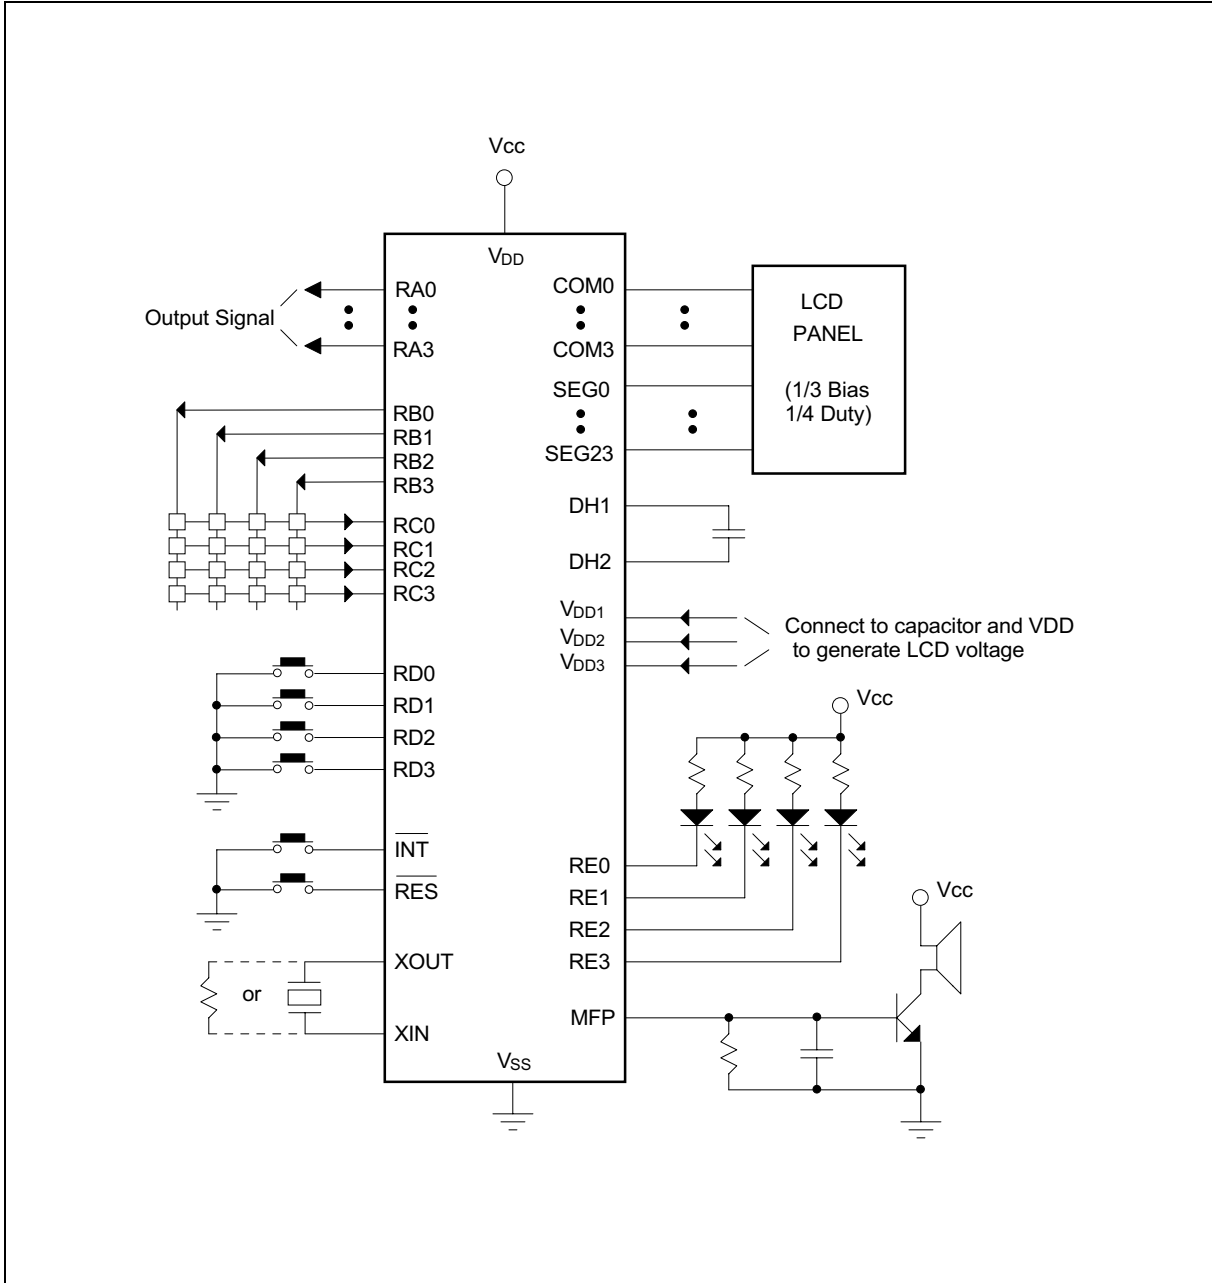 Vcc
VDD
Output Signal
RA0
RA3
RB0
RB1
RB2
RB3
RC0
RC1
RC2
RC3
RD0
RD1
RD2
RD3
INT
RES
XOUT
or
XIN
VSS
COM0
COM3
SEG0
SEG23
LCD
PANEL
(1/3 Bias
1/4 Duty)
DH1
DH2
VDD1
VDD2
VDD3
Connect to capacitor and VDD
to generate LCD voltage
Vcc
RE0
RE1
RE2
RE3
Vcc
MFP